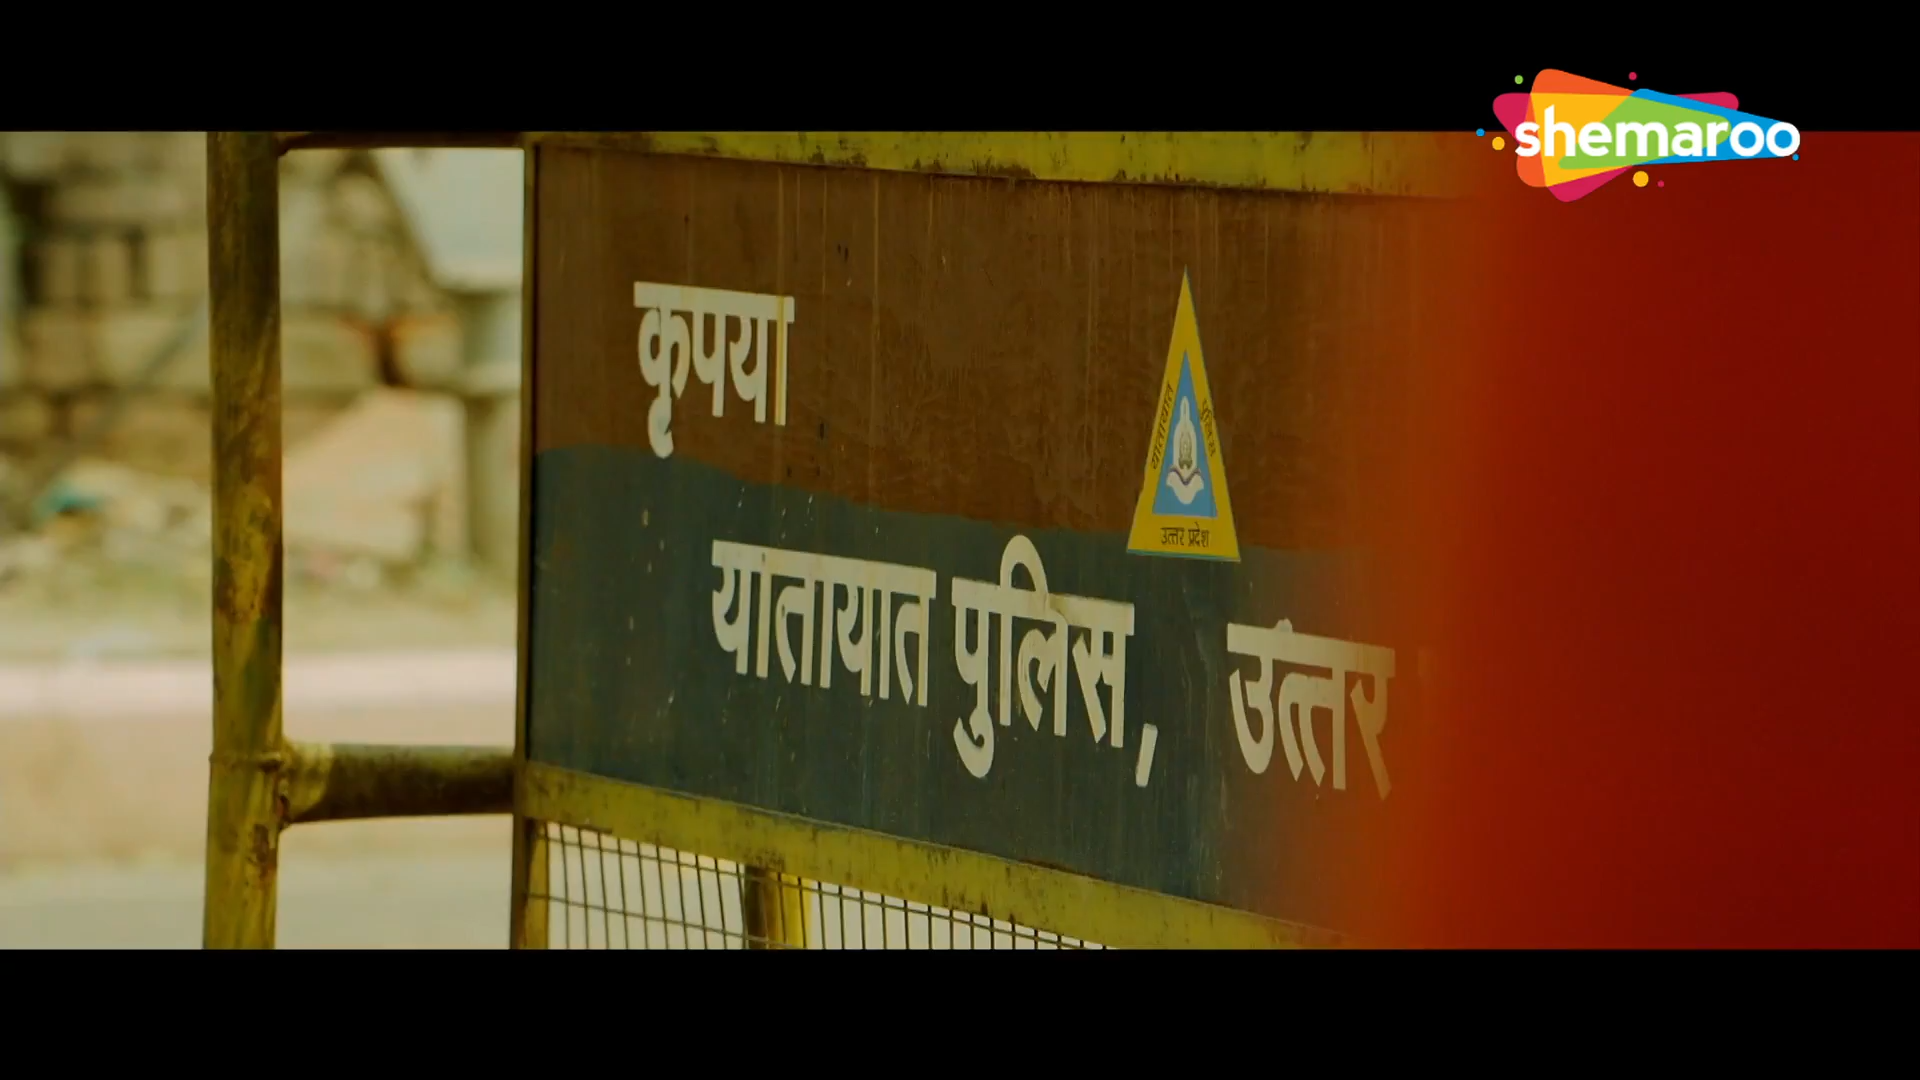 shemaroo
कृपया
यातायात पुलिस
उत्तर प्रदेश
यातायात पुलिस, उत्तर